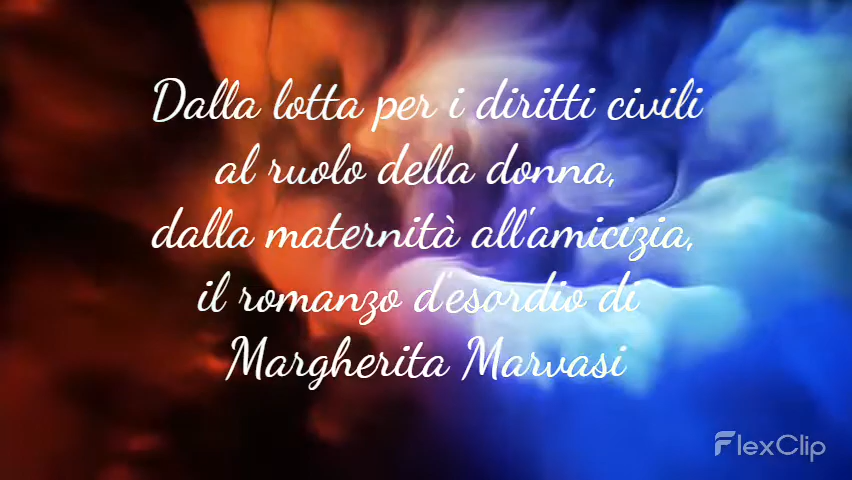 Dalla lotta per i diritti civili
al ruolo della donna,
dalla maternità all'amicizia,
il romanzo d'esordio di
Margherita Marvasi
FlexClip